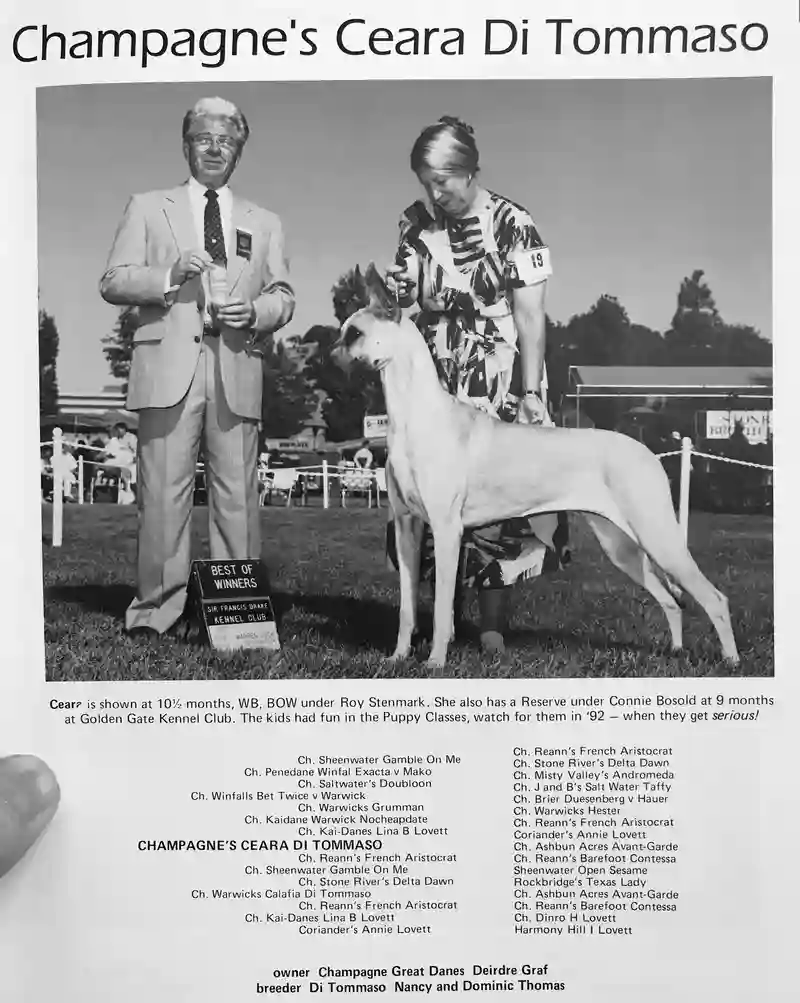 Champagne's Ceara Di Tommaso
19
STONE
BEST OF
WINNERS
SIR FRANCIS DRAKE
KENNEL CLUB
Ceara is shown at 10½ months, WB, BOW under Roy Stenmark. She also has a Reserve under Connie Bosold at 9 months
at Golden Gate Kennel Club. The kids had fun in the Puppy Classes, watch for them in '92 — when they get serious!
Ch. Sheenwater Gamble On Me
Ch. Penedane Winfal Exacta v Mako
Ch. Saltwater's Doubloon
Ch. Winfalls Bet Twice v Warwick
Ch. Warwicks Grumman
Ch. Kaidane Warwick Nocheapdate
Ch. Kai-Danes Lina B Lovett
CHAMPAGNE'S CEARA DI TOMMASO
Ch. Reann's French Aristocrat
Ch. Sheenwater Gamble On Me
Ch. Stone River's Delta Dawn
Ch. Warwicks Calafia Di Tommaso
Ch. Reann's French Aristocrat
Ch. Kai-Danes Lina B Lovett
Coriander's Annie Lovett
Ch. Reann's French Aristocrat
Ch. Stone River's Delta Dawn
Ch. Misty Valley's Andromeda
Ch. J and B's Salt Water Taffy
Ch. Brier Duesenberg v Hauer
Ch. Warwicks Hester
Ch. Reann's French Aristocrat
Coriander's Annie Lovett
Ch. Ashbun Acres Avant-Garde
Ch. Reann's Barefoot Contessa
Sheenwater Open Sesame
Rockbridge's Texas Lady
Ch. Ashbun Acres Avant-Garde
Ch. Reann's Barefoot Contessa
Ch. Dinro H Lovett
Harmony Hill I Lovett
owner Champagne Great Danes Deirdre Graf
breeder Di Tommaso Nancy and Dominic Thomas